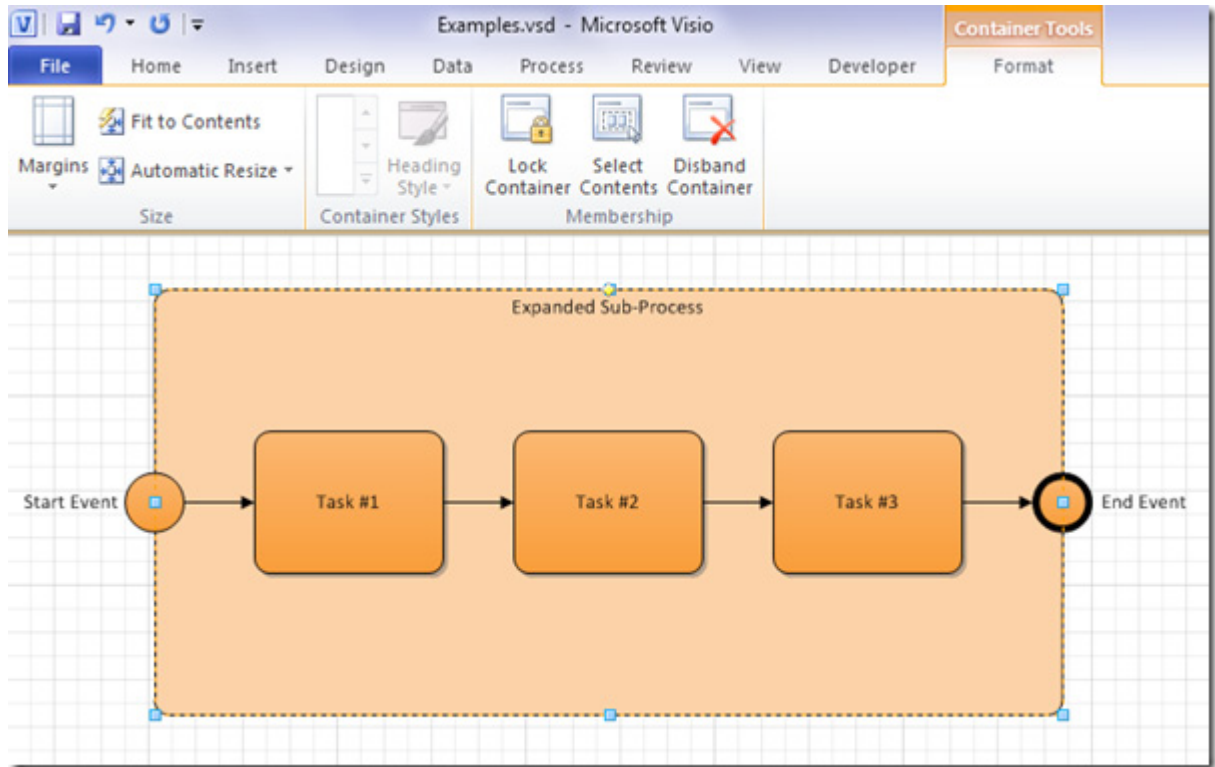 Examples.vsd - Microsoft Visio
Container Tools
File Home Insert Design Data Process Review View Developer Format
Margins
Fit to Contents
Automatic Resize
Size
Heading
Style
Container Styles
Lock
Container
Select
Contents
Disband
Container
Membership
Expanded Sub-Process
Start Event
Task #1
Task #2
Task #3
End Event